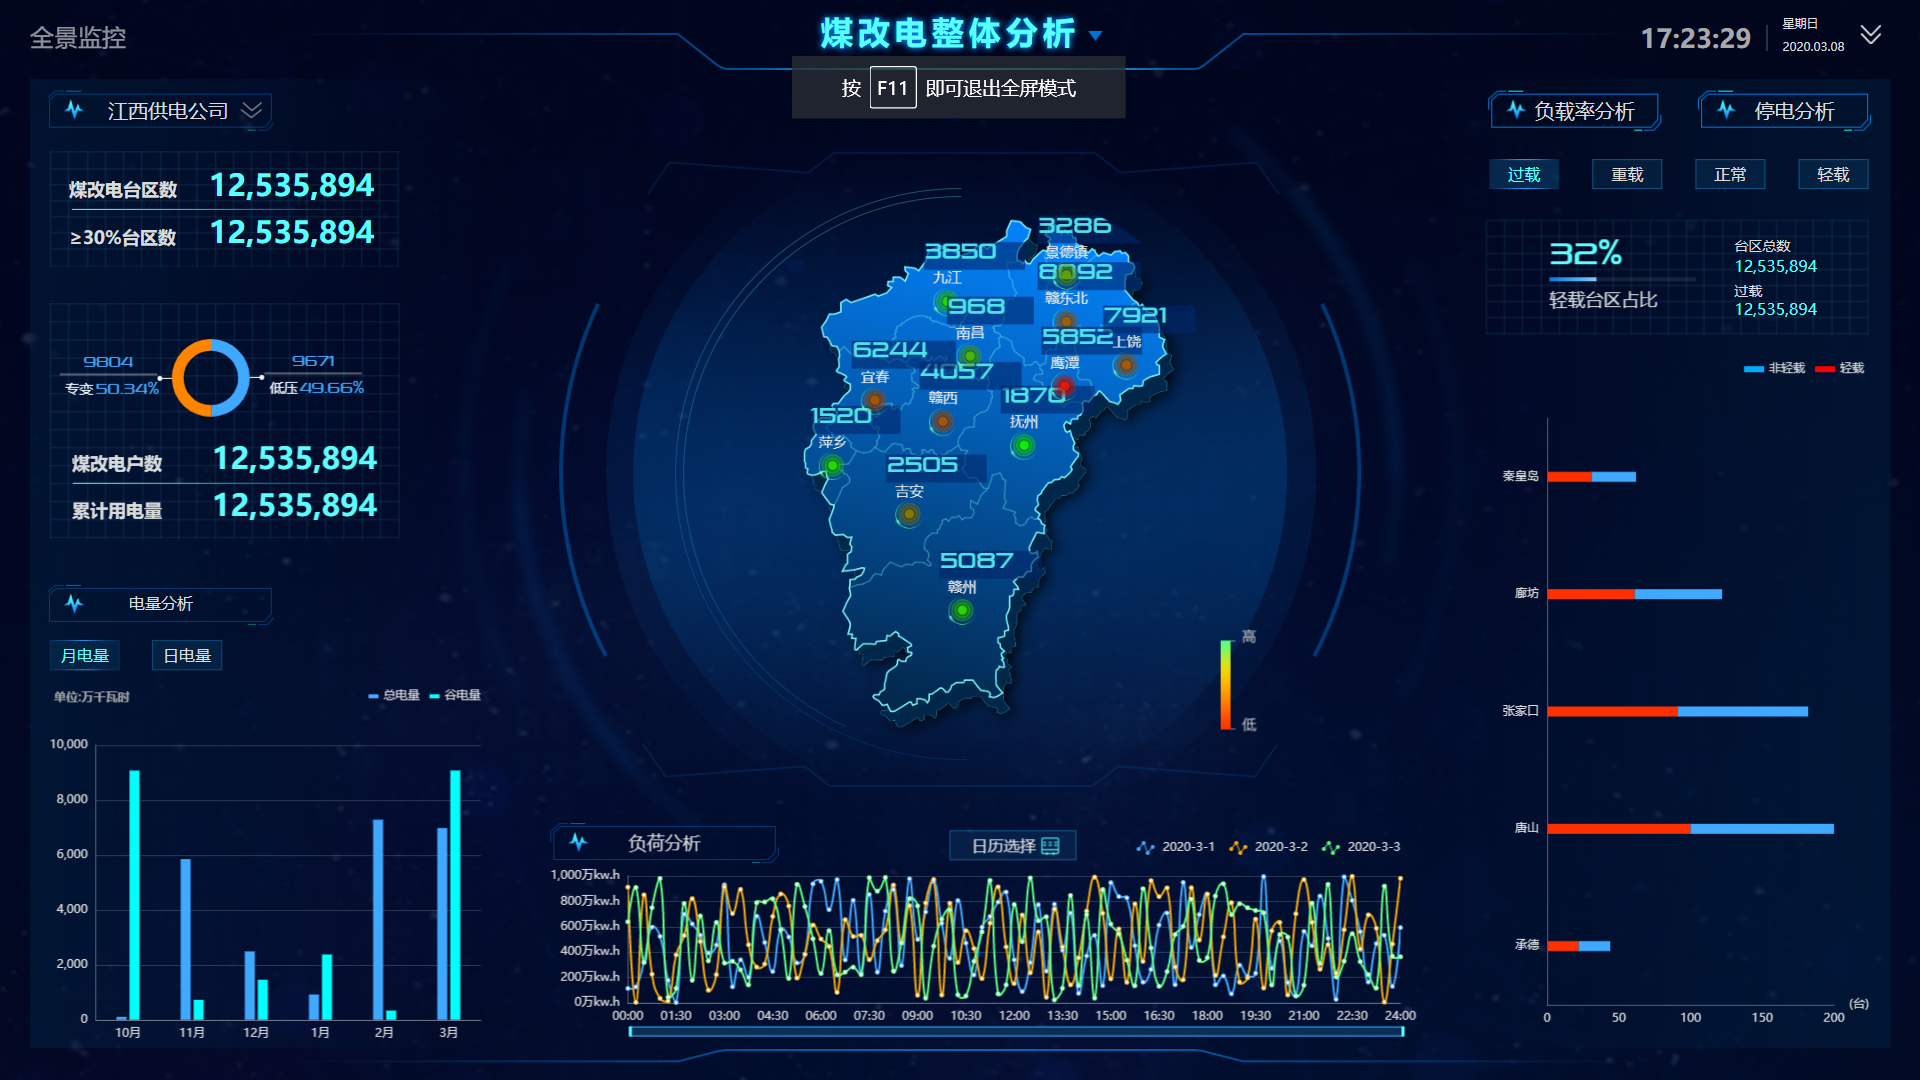 全景监控
煤改电整体分析
17:23:29
星期日
2020.03.08
按 F11 即可退出全屏模式
江西供电公司
煤改电台区数 12,535,894
≥30%台区数 12,535,894
9804
专变50.34%
9671
低压49.66%
煤改电户数 12,535,894
累计用电量 12,535,894
电量分析
月电量
日电量
单位:万千瓦时
总电量 谷电量
10,000
8,000
6,000
4,000
2,000
0
10月 11月 12月 1月 2月 3月
3286
景德镇
3850
九江
8092
赣东北
968
南昌
7921
上饶
5852
鹰潭
6244
宜春
4057
赣西
1870
抚州
1520
萍乡
2505
吉安
5087
赣州
高
低
负荷分析
日历选择
2020-3-1 2020-3-2 2020-3-3
1,000万kw.h
800万kw.h
600万kw.h
400万kw.h
200万kw.h
0万kw.h
00:00 01:30 03:00 04:30 06:00 07:30 09:00 10:30 12:00 13:30 15:00 16:30 18:00 19:30 21:00 22:30 24:00
负载率分析
停电分析
过载 重载 正常 轻载
32%
轻载台区占比
台区总数
12,535,894
过载
12,535,894
非轻载 轻载
秦皇岛
廊坊
张家口
唐山
承德
0 50 100 150 200 (台)